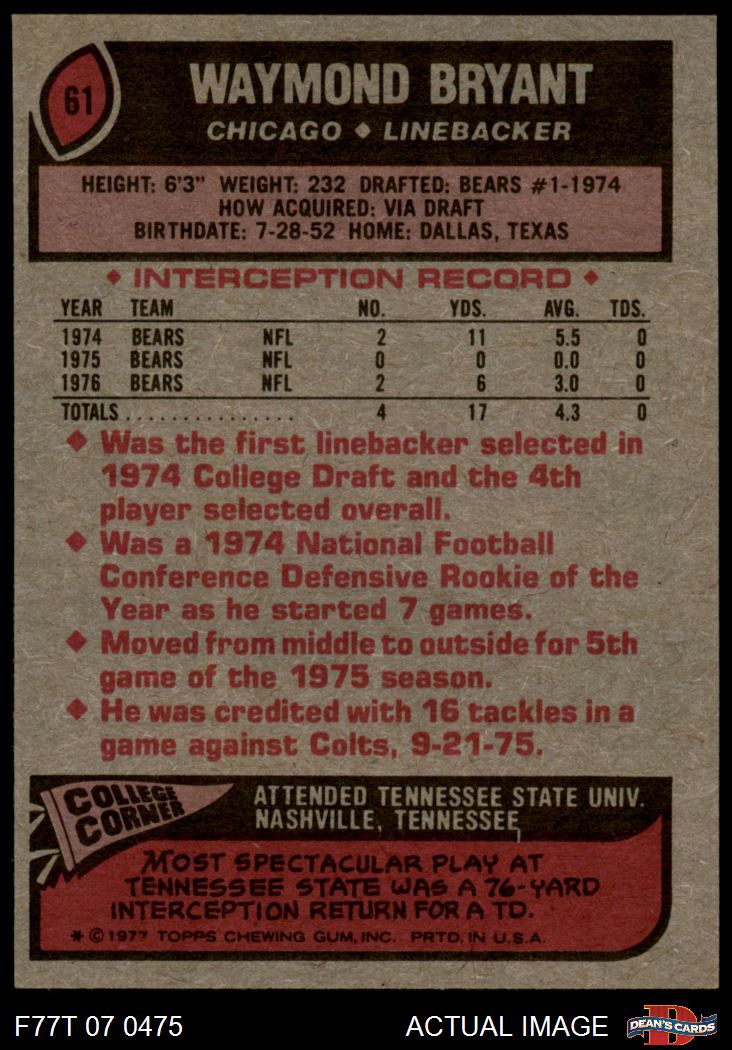 61
WAYMOND BRYANT
CHICAGO ◆ LINEBACKER
HEIGHT: 6'3" WEIGHT: 232 DRAFTED: BEARS #1-1974
HOW ACQUIRED: VIA DRAFT
BIRTHDATE: 7-28-52 HOME: DALLAS, TEXAS
◆ INTERCEPTION RECORD ◆
YEAR TEAM NO. YDS. AVG. TDS.
1974 BEARS NFL 2 11 5.5 0
1975 BEARS NFL 0 0 0.0 0
1976 BEARS NFL 2 6 3.0 0
TOTALS................ 4 17 4.3 0
◆ Was the first linebacker selected in
1974 College Draft and the 4th
player selected overall.
◆ Was a 1974 National Football
Conference Defensive Rookie of the
Year as he started 7 games.
◆ Moved from middle to outside for 5th
game of the 1975 season.
◆ He was credited with 16 tackles in a
game against Colts, 9-21-75.
COLLEGE
CORNER
ATTENDED TENNESSEE STATE UNIV.
NASHVILLE, TENNESSEE
MOST SPECTACULAR PLAY AT
TENNESSEE STATE WAS A 76-YARD
INTERCEPTION RETURN FOR A TD.
* © 1977 TOPPS CHEWING GUM, INC. PRTD. IN U.S.A.
F77T 07 0475
ACTUAL IMAGE
D
DEAN'S CARDS